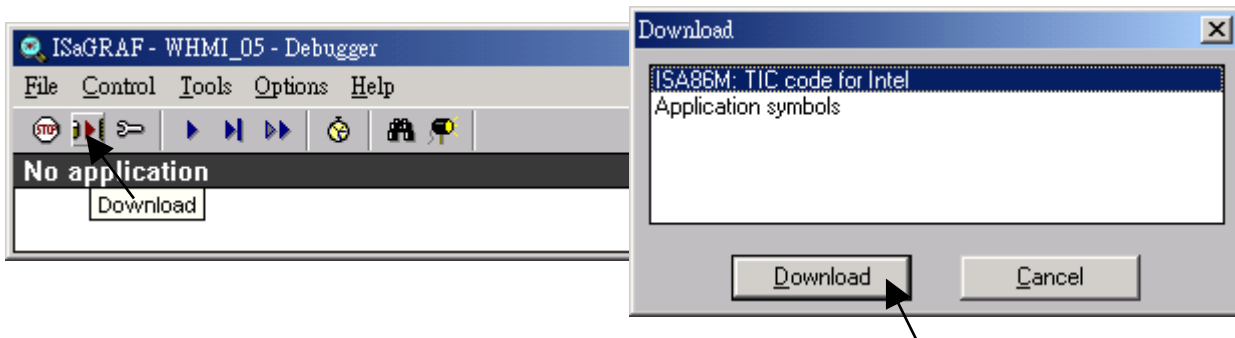 ISaGRAF - WHMI_05 - Debugger
File Control Tools Options Help
STOP
No application
Download
Download
ISA86M: TIC code for Intel
Application symbols
Download Cancel